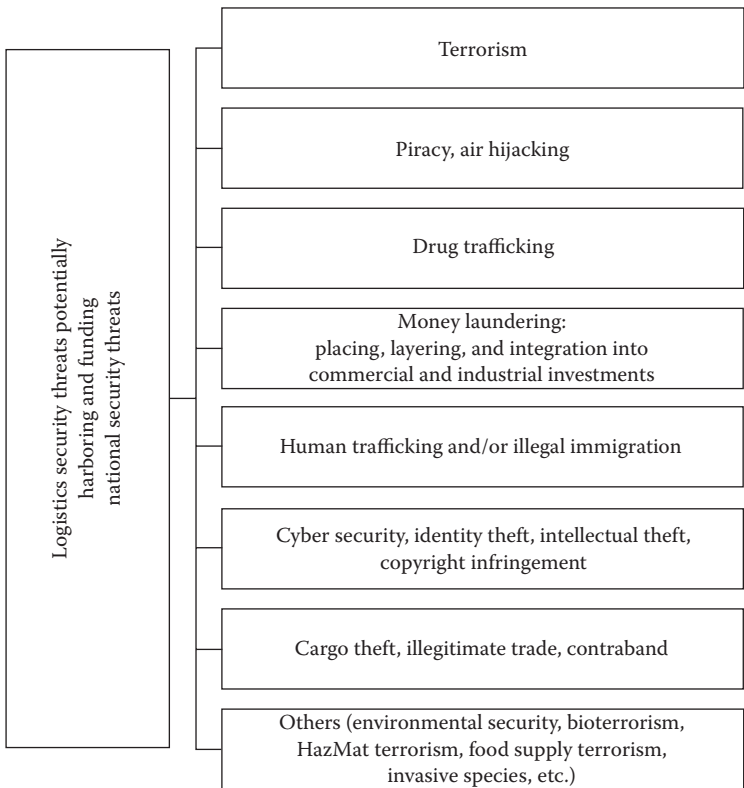 Logistics security threats potentially
harboring and funding
national security threats
Terrorism
Piracy, air hijacking
Drug trafficking
Money laundering:
placing, layering, and integration into
commercial and industrial investments
Human trafficking and/or illegal immigration
Cyber security, identity theft, intellectual theft,
copyright infringement
Cargo theft, illegitimate trade, contraband
Others (environmental security, bioterrorism,
HazMat terrorism, food supply terrorism,
invasive species, etc.)